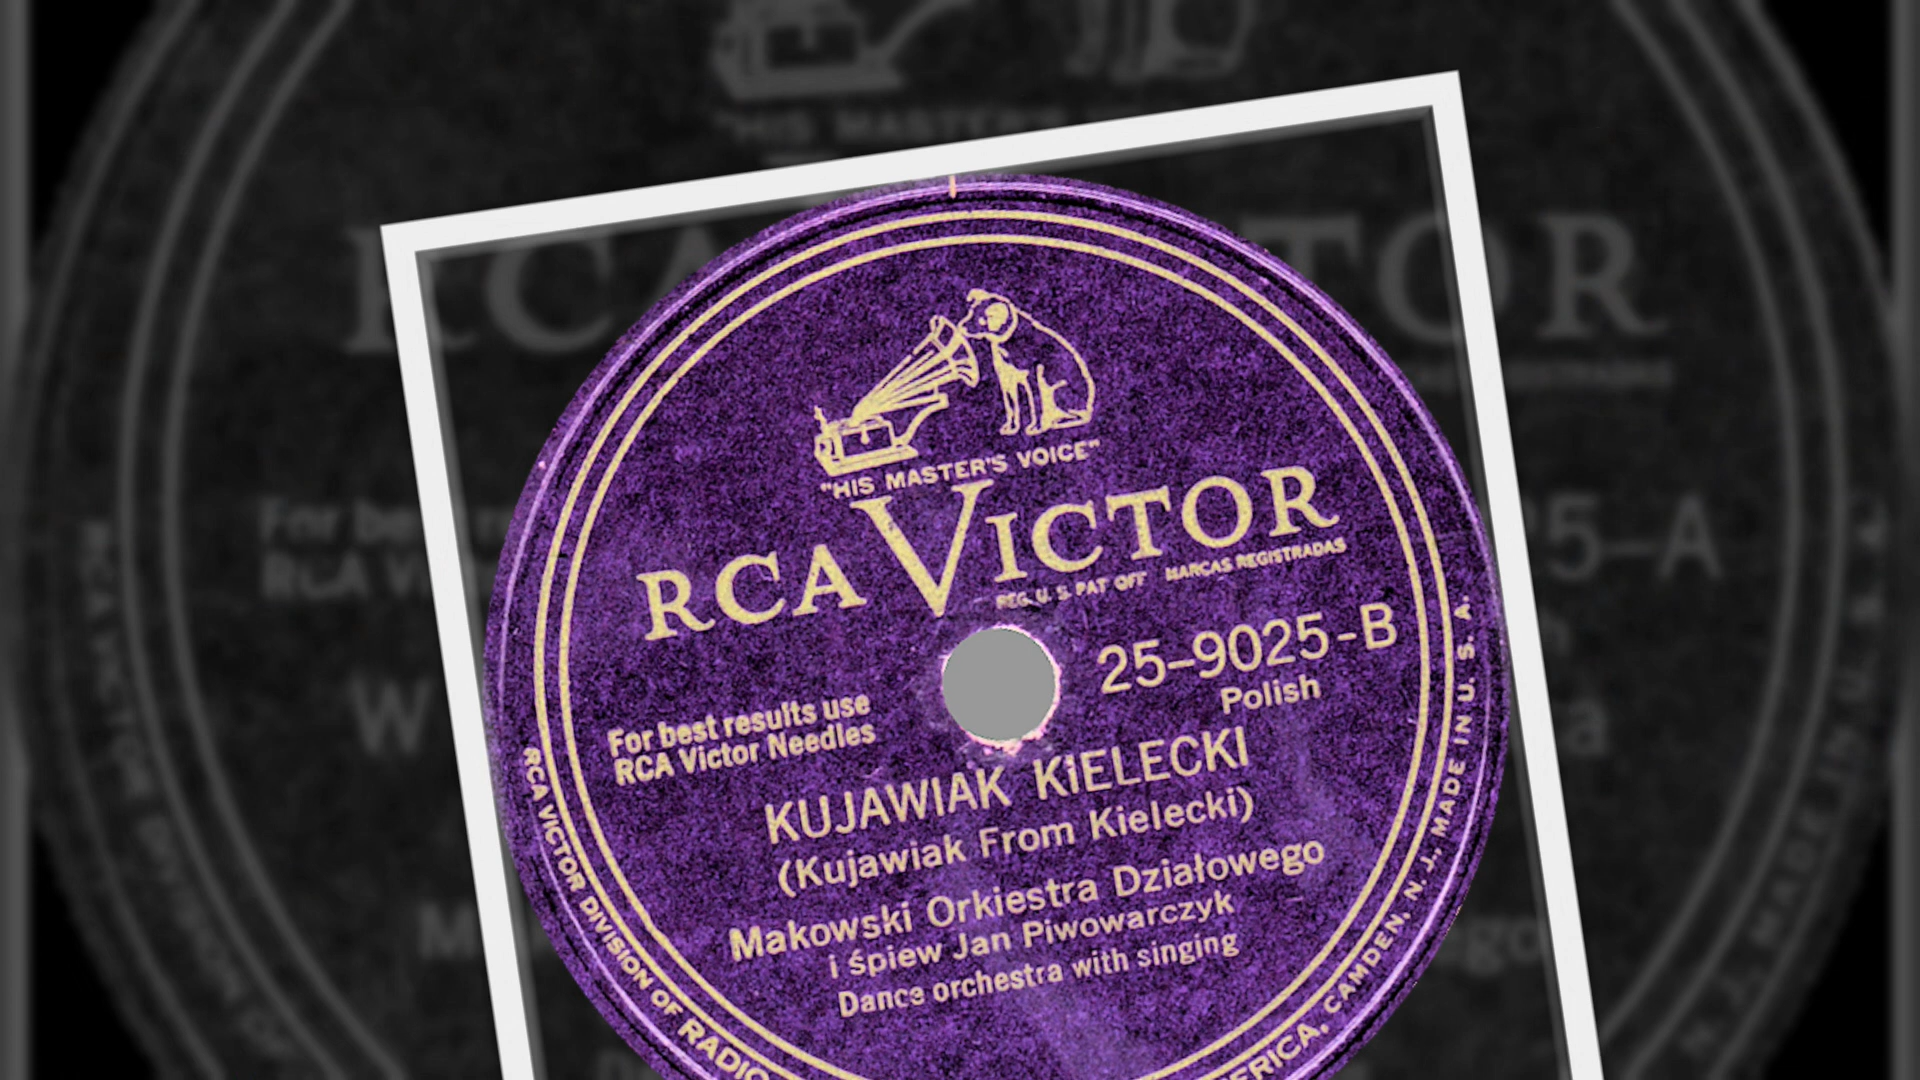 "HIS MASTER'S VOICE"
RCA VICTOR
REG. U. S. PAT OFF MARCAS REGISTRADAS
25-9025-B
Polish
For best results use
RCA Victor Needles
KUJAWIAK KiELECKI
(Kujawiak From Kielecki)
Makowski Orkiestra Działowego
i śpiew Jan Piwowarczyk
Dance orchestra with singing
RCA VICTOR DIVISION OF RADIO
CAMDEN, N. J., MADE IN U. S. A.